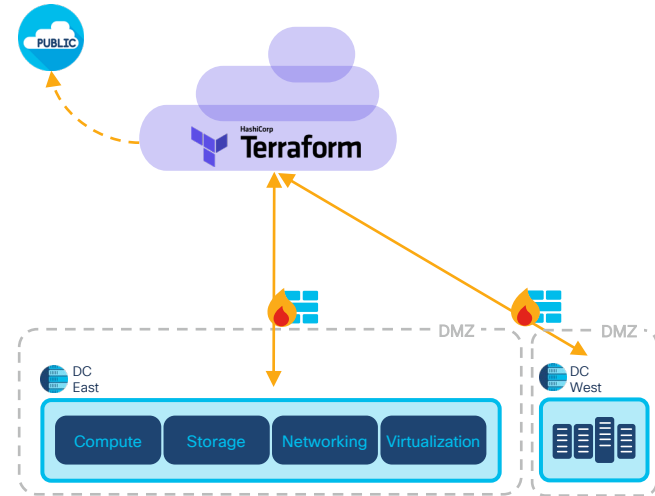 PUBLIC
HashiCorp
Terraform
DMZ
DMZ
DC
East
DC
West
Compute
Storage
Networking
Virtualization